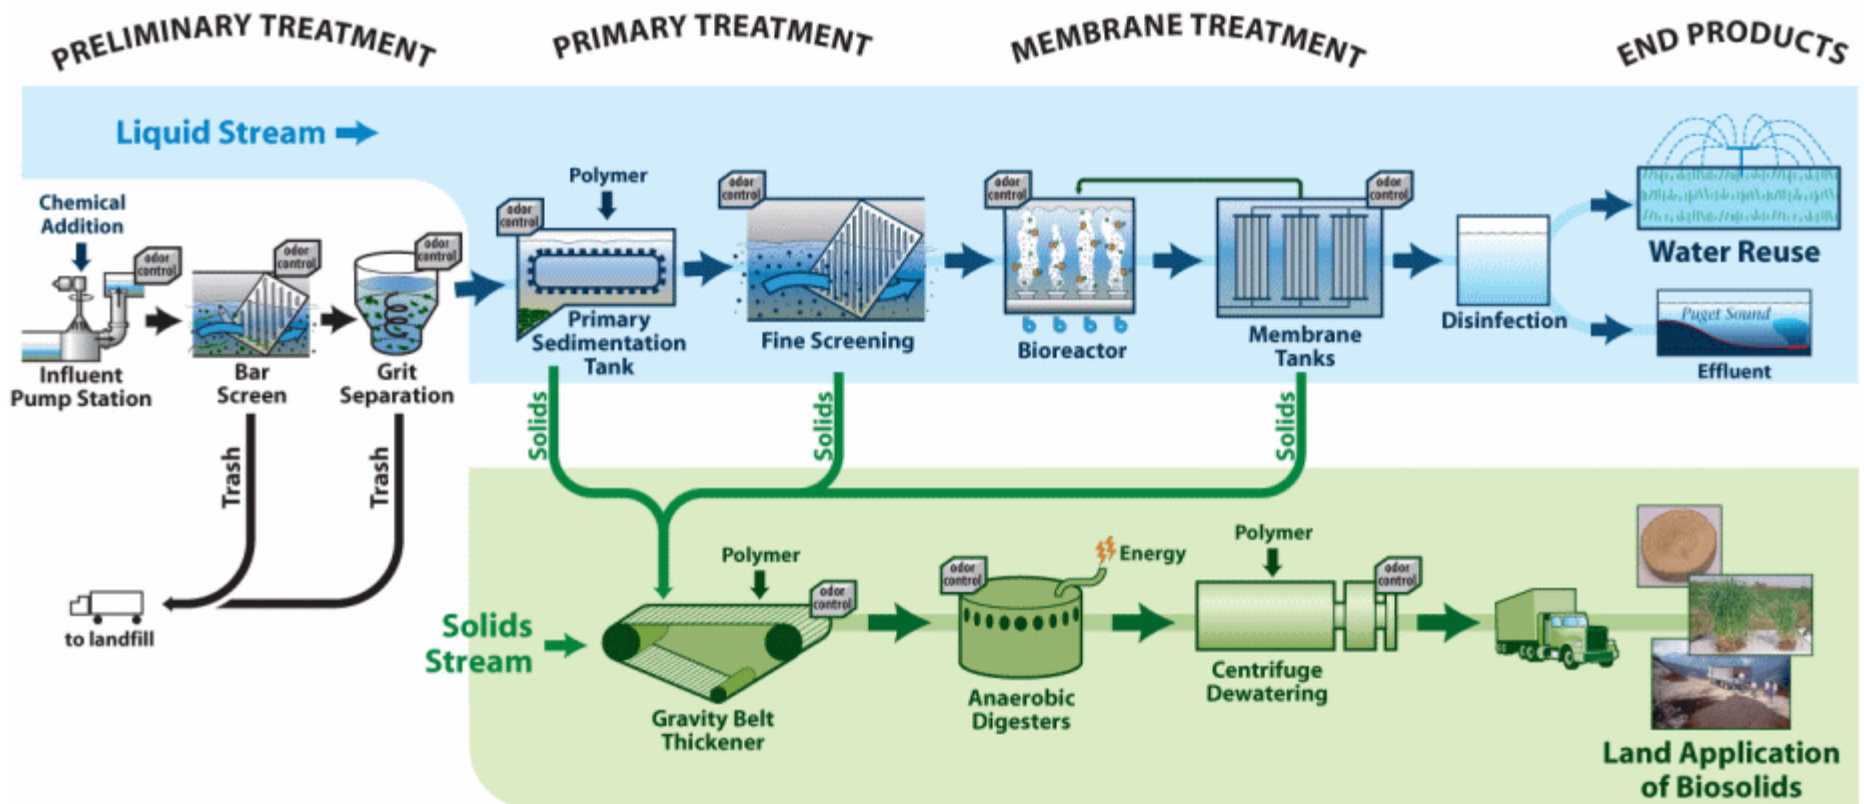 PRELIMINARY TREATMENT
PRIMARY TREATMENT
MEMBRANE TREATMENT
END PRODUCTS
Liquid Stream
Chemical
Addition
odor
control
odor
control
odor
control
Influent
Pump Station
Bar
Screen
Grit
Separation
Trash
Trash
to landfill
odor
control
Polymer
Primary
Sedimentation
Tank
odor
control
Fine Screening
odor
control
Bioreactor
odor
control
Membrane
Tanks
Disinfection
Water Reuse
Puget Sound
Effluent
Solids
Solids
Solids
Solids
Stream
Polymer
odor
control
Gravity Belt
Thickener
odor
control
Energy
Anaerobic
Digesters
Polymer
odor
control
Centrifuge
Dewatering
Land Application
of Biosolids